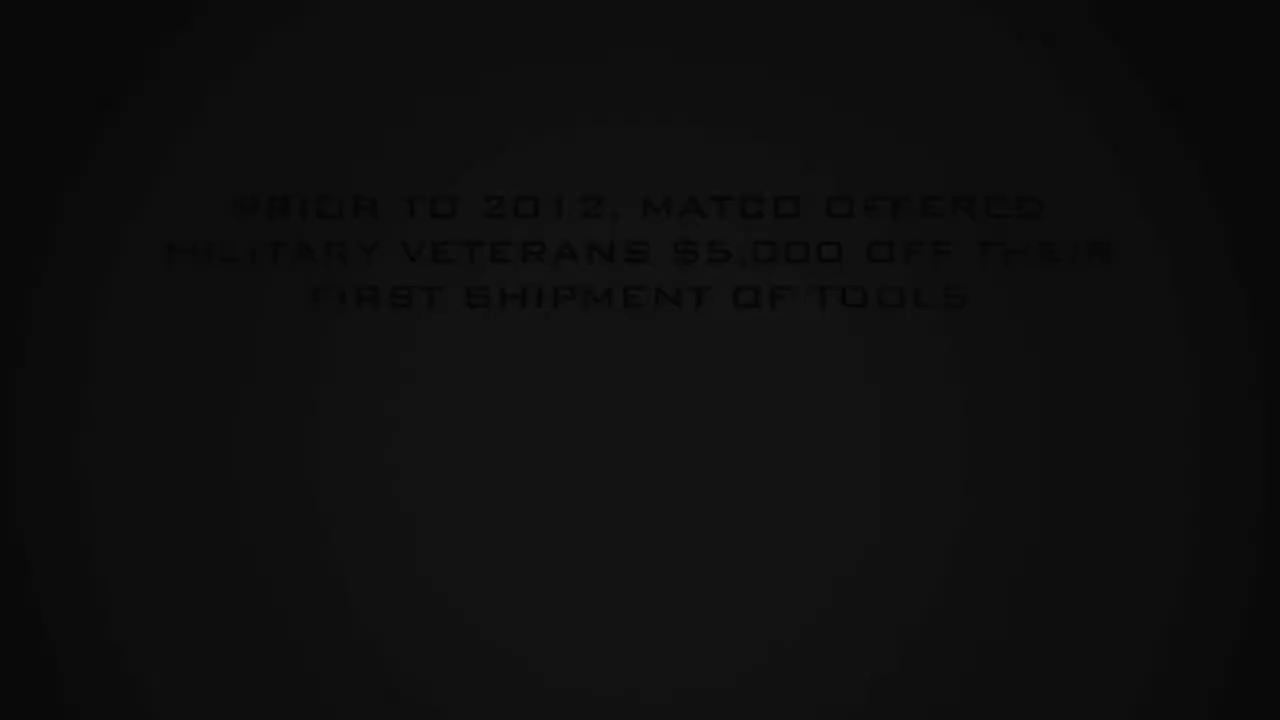 PRIOR TO 2012, MATCO OFFERED
MILITARY VETERANS $5,000 OFF THEIR
FIRST SHIPMENT OF TOOLS